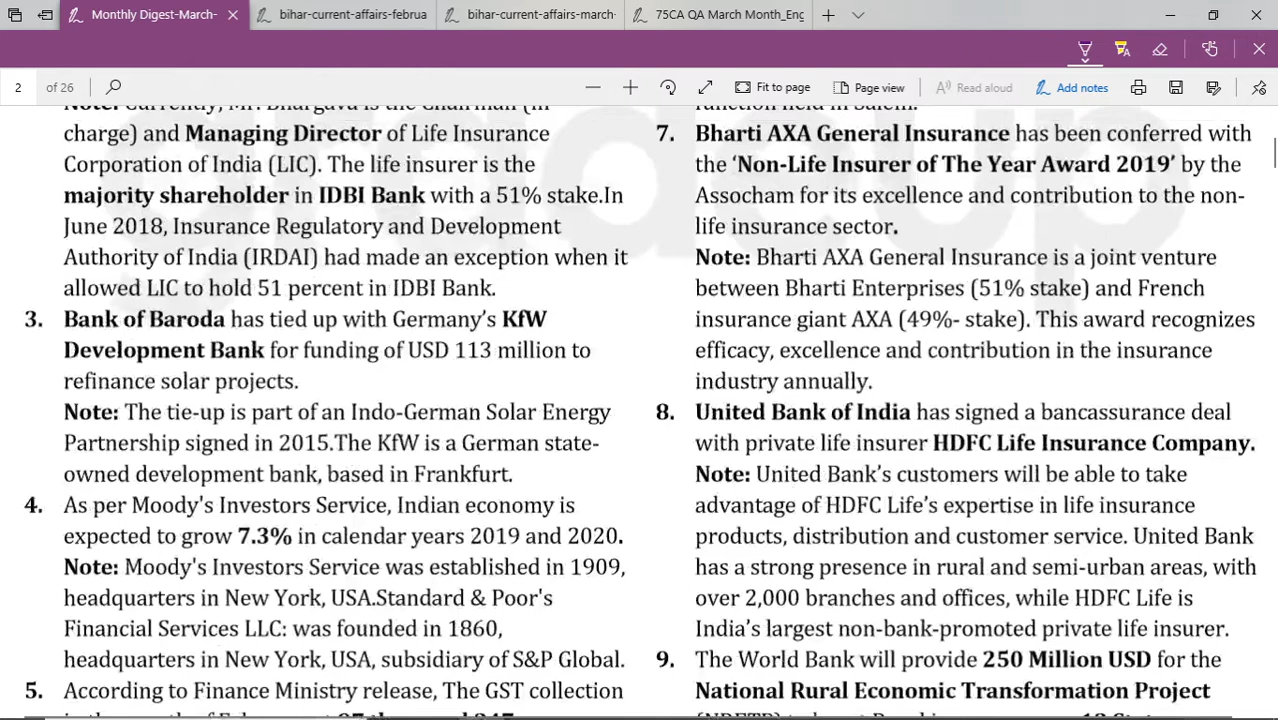 Monthly Digest-March-
bihar-current-affairs-februa
bihar-current-affairs-march-
75CA QA March Month_Eng
2 of 26
Fit to page
Page view
Read aloud
Add notes
Note: Currently, Mr. Bhargava is the Chairman (in
charge) and Managing Director of Life Insurance
Corporation of India (LIC). The life insurer is the
majority shareholder in IDBI Bank with a 51% stake.In
June 2018, Insurance Regulatory and Development
Authority of India (IRDAI) had made an exception when it
allowed LIC to hold 51 percent in IDBI Bank.
3. Bank of Baroda has tied up with Germany's KfW
Development Bank for funding of USD 113 million to
refinance solar projects.
Note: The tie-up is part of an Indo-German Solar Energy
Partnership signed in 2015.The KfW is a German state-
owned development bank, based in Frankfurt.
4. As per Moody's Investors Service, Indian economy is
expected to grow 7.3% in calendar years 2019 and 2020.
Note: Moody's Investors Service was established in 1909,
headquarters in New York, USA.Standard & Poor's
Financial Services LLC: was founded in 1860,
headquarters in New York, USA, subsidiary of S&P Global.
5. According to Finance Ministry release, The GST collection
function held in Salem.
7. Bharti AXA General Insurance has been conferred with
the ‘Non-Life Insurer of The Year Award 2019’ by the
Assocham for its excellence and contribution to the non-
life insurance sector.
Note: Bharti AXA General Insurance is a joint venture
between Bharti Enterprises (51% stake) and French
insurance giant AXA (49%- stake). This award recognizes
efficacy, excellence and contribution in the insurance
industry annually.
8. United Bank of India has signed a bancassurance deal
with private life insurer HDFC Life Insurance Company.
Note: United Bank's customers will be able to take
advantage of HDFC Life's expertise in life insurance
products, distribution and customer service. United Bank
has a strong presence in rural and semi-urban areas, with
over 2,000 branches and offices, while HDFC Life is
India's largest non-bank-promoted private life insurer.
9. The World Bank will provide 250 Million USD for the
National Rural Economic Transformation Project
gradeup